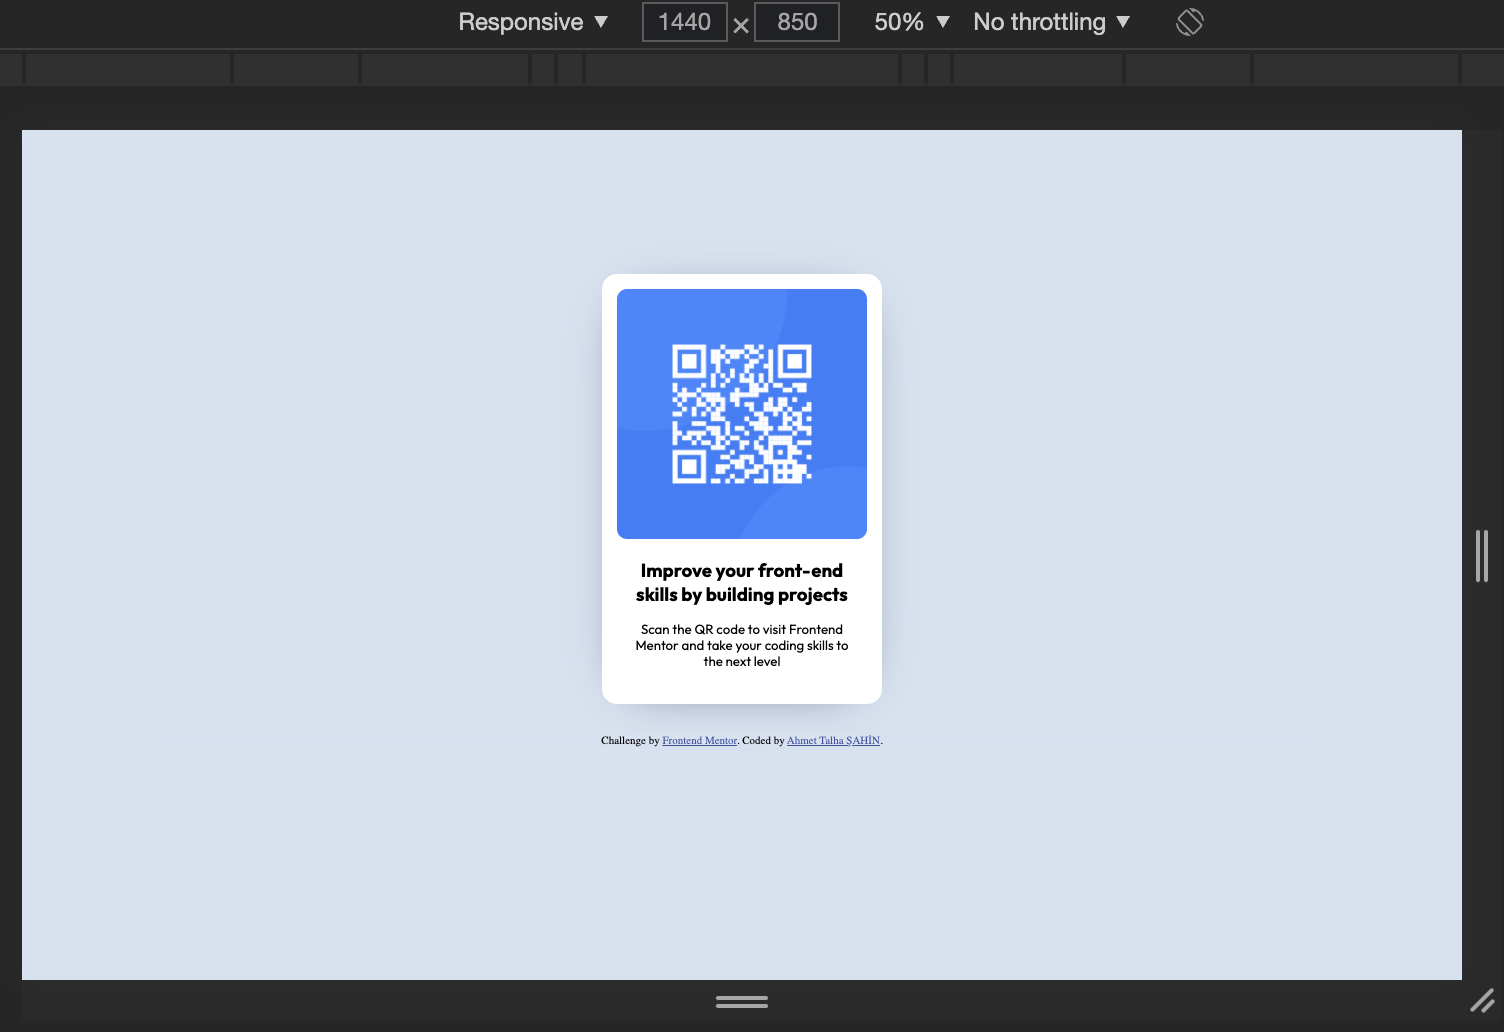 Responsive ▼ 1440 × 850 50% ▼ No throttling ▼
Improve your front-end
skills by building projects
Scan the QR code to visit Frontend
Mentor and take your coding skills to
the next level
Challenge by Frontend Mentor. Coded by Ahmet Talha ŞAHİN.